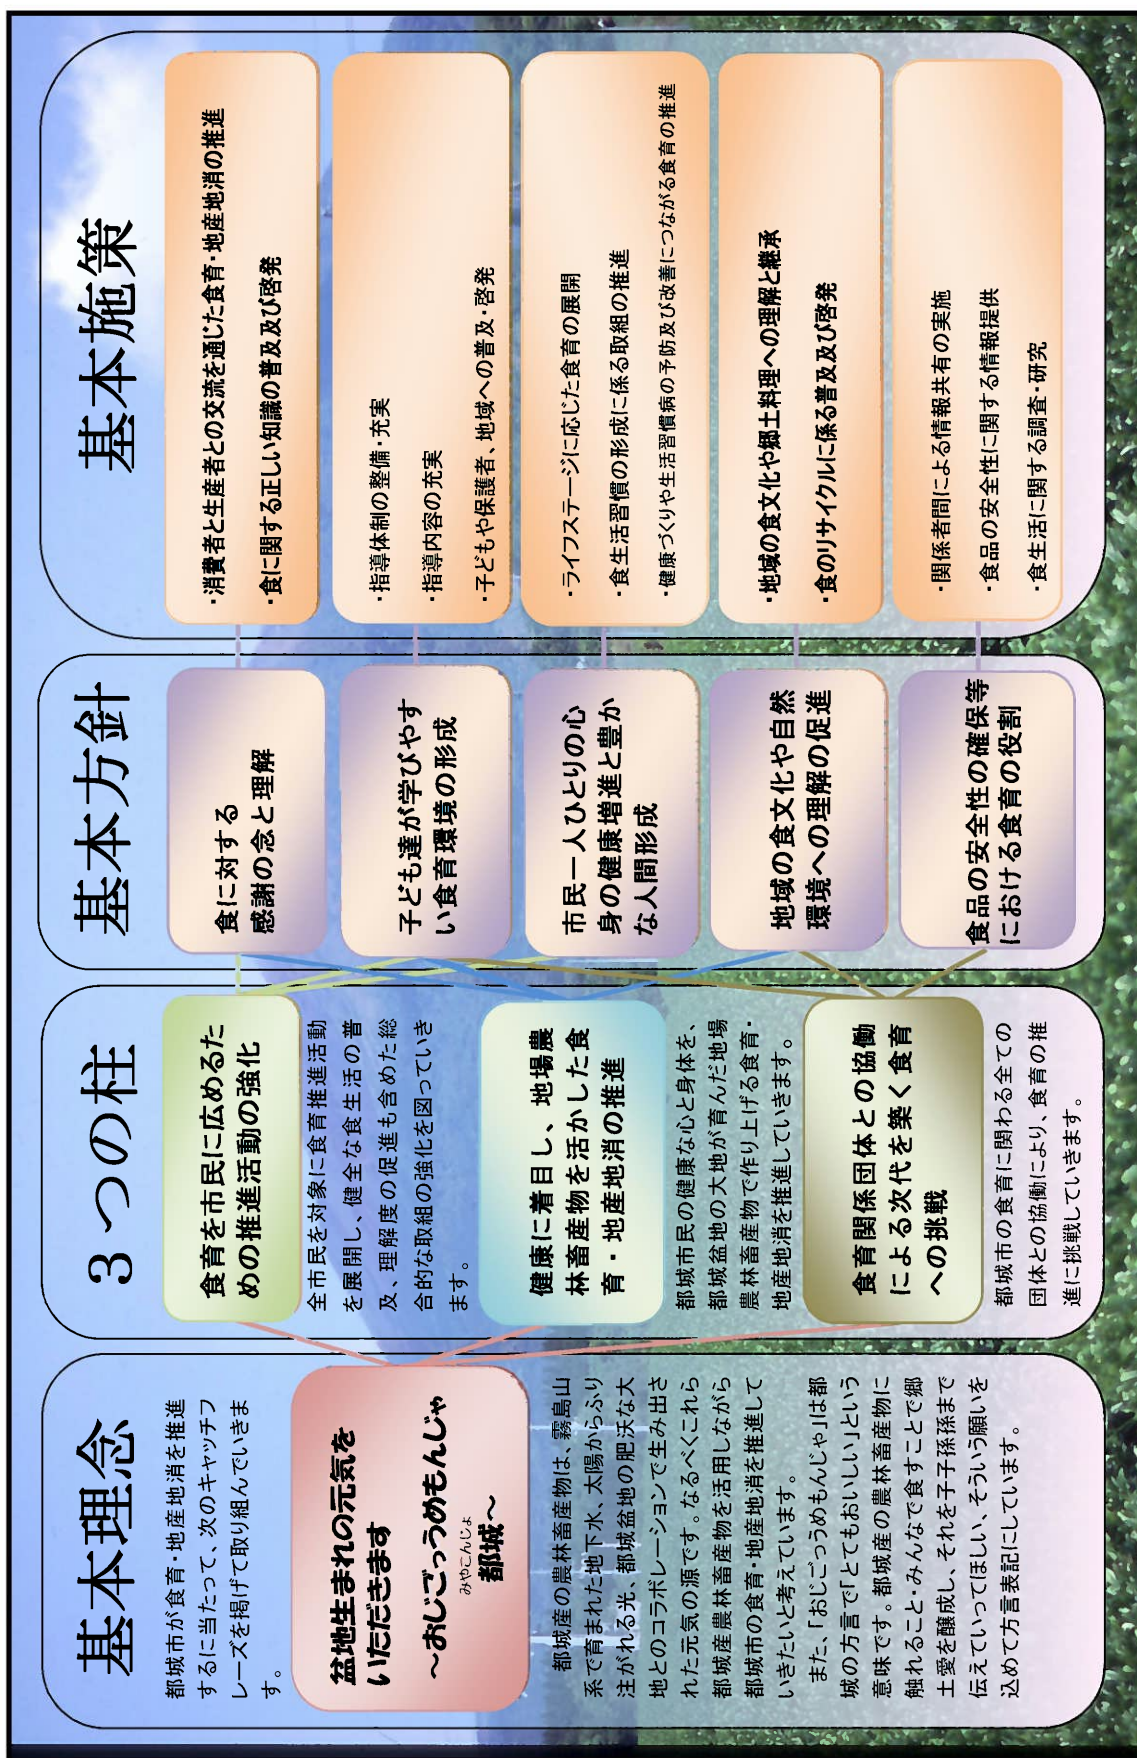 基本理念
都城市が食育・地産地消を推進
するに当たって、次のキャッチフ
レーズを掲げて取り組んでいきま
す。
盆地生まれの元気を
いただきます
～おじごっうめもんじゃ
みやこんじょ
都城～
都城産の農林畜産物は、霧島山
系で育まれた地下水、太陽からふり
注がれる光、都城盆地の肥沃な大
地とのコラボレーションで生み出さ
れた元気の源です。なるべくこれら
都城産農林畜産物を活用しながら
都城市の食育・地産地消を推進して
いきたいと考えています。
また、「おじごっうめもんじゃ」は都
城の方言で「とてもおいしい」という
意味です。都城産の農林畜産物に
触れること・みんなで食すことで郷
土愛を醸成し、それを子子孫孫まで
伝えていってほしい、そういう願いを
込めて方言表記にしています。
３つの柱
食育を市民に広めるた
めの推進活動の強化
全市民を対象に食育推進活動
を展開し、健全な食生活の普
及、理解度の促進も含めた総
合的な取組の強化を図っていき
ます。
健康に着目し、地場農
林畜産物を活かした食
育・地産地消の推進
都城市民の健康な心と身体を、
都城盆地の大地が育んだ地場
農林畜産物で作り上げる食育・
地産地消を推進していきます。
食育関係団体との協働
による次代を築く食育
への挑戦
都城市の食育に関わる全ての
団体との協働により、食育の推
進に挑戦していきます。
基本方針
食に対する
感謝の念と理解
子ども達が学びやす
い食育環境の形成
市民一人ひとりの心
身の健康増進と豊か
な人間形成
地域の食文化や自然
環境への理解の促進
食品の安全性の確保等
における食育の役割
基本施策
・消費者と生産者との交流を通じた食育・地産地消の推進
・食に関する正しい知識の普及及び啓発
・指導体制の整備・充実
・指導内容の充実
・子どもや保護者、地域への普及・啓発
・ライフステージに応じた食育の展開
・食生活習慣の形成に係る取組の推進
・健康づくりや生活習慣病の予防及び改善につながる食育の推進
・地域の食文化や郷土料理への理解と継承
・食のリサイクルに係る普及及び啓発
・関係者間による情報共有の実施
・食品の安全性に関する情報提供
・食生活に関する調査・研究